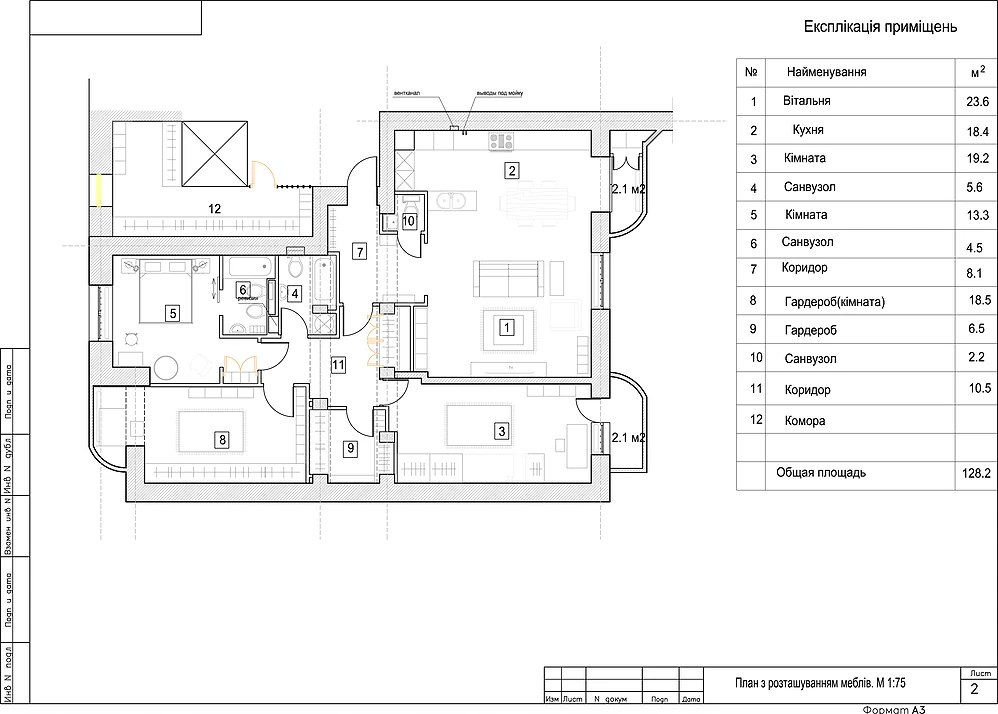 Експлікація приміщень
№ Найменування м²
1 Вітальня 23.6
2 Кухня 18.4
3 Кімната 19.2
4 Санвузол 5.6
5 Кімната 13.3
6 Санвузол 4.5
7 Коридор 8.1
8 Гардероб(кімната) 18.5
9 Гардероб 6.5
10 Санвузол 2.2
11 Коридор 10.5
12 Комора
Общая площадь 128.2
вентканал
выводы под мойку
2
2.1 м2
12
10
7
6
4
5
1
11
8
9
3
2.1 м2
Подп и дата
Инв N дубл
Взамен инв N
Подп и дата
Инв N подл
Изм Лист N докум Подп Дата
План з розташуванням меблів. М 1:75
Лист
2
Формат А3